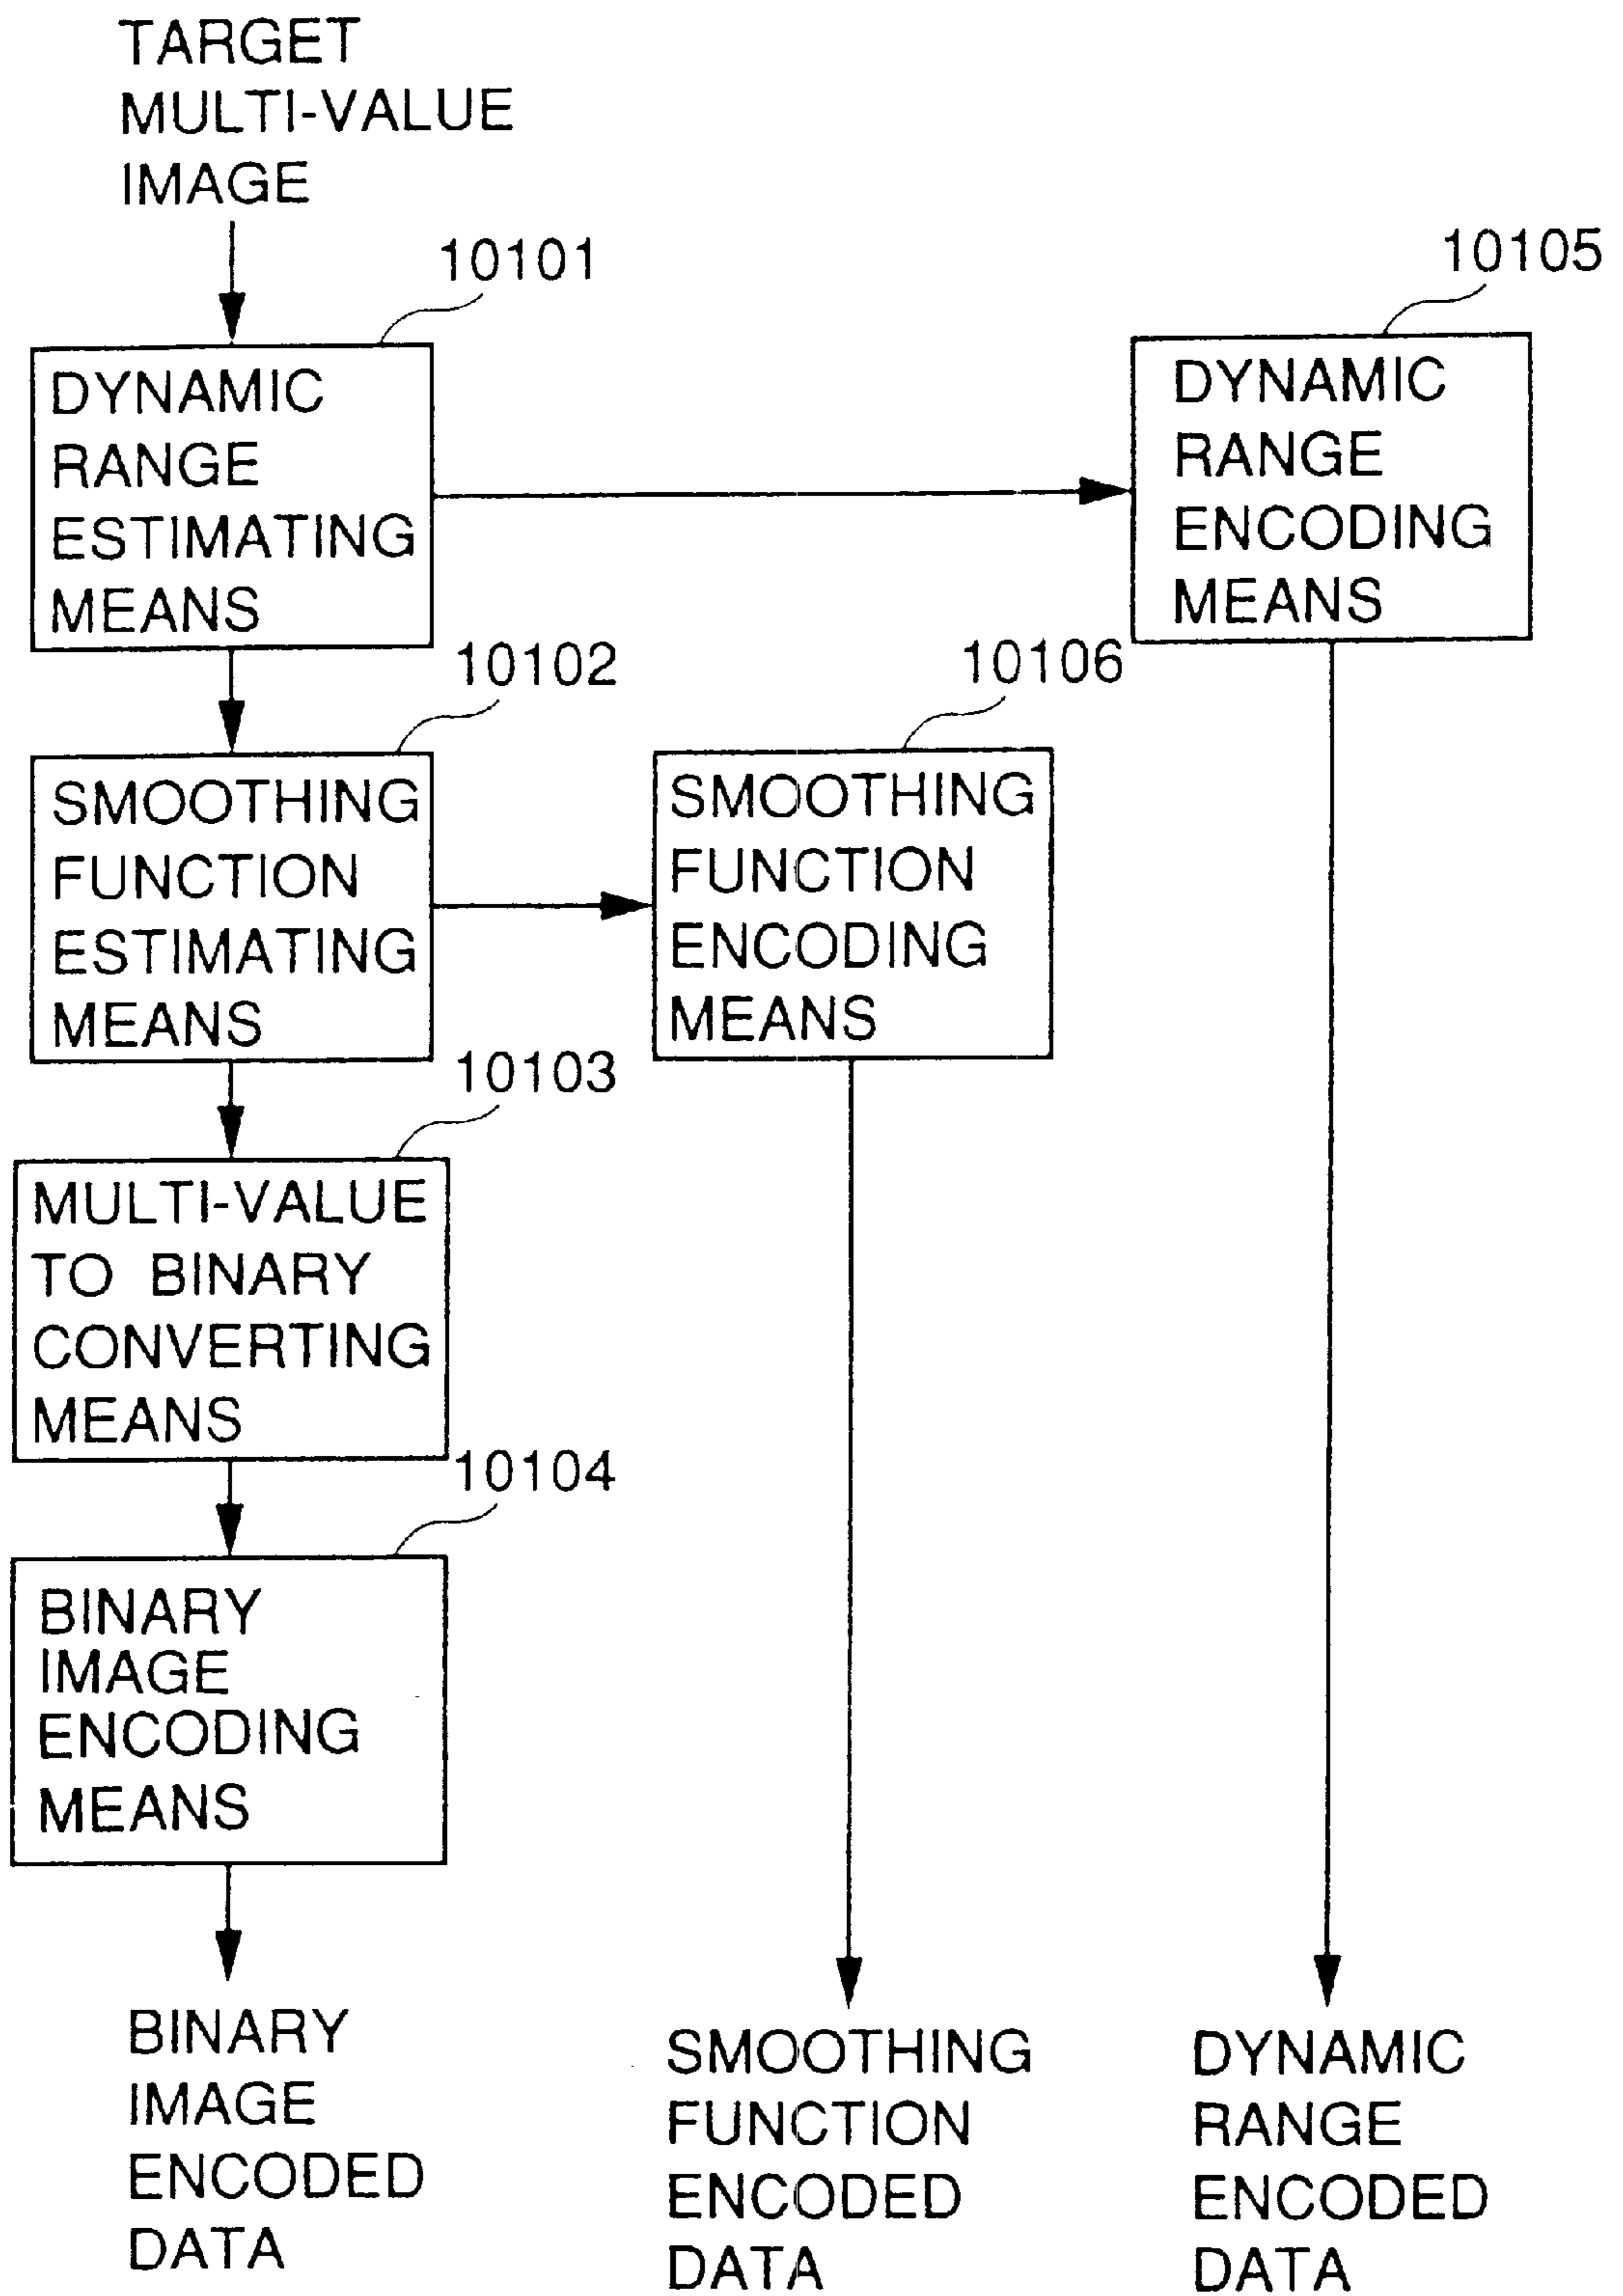 TARGET
MULTI-VALUE
IMAGE
10101
DYNAMIC
RANGE
ESTIMATING
MEANS
10105
DYNAMIC
RANGE
ENCODING
MEANS
10102
SMOOTHING
FUNCTION
ESTIMATING
MEANS
10106
SMOOTHING
FUNCTION
ENCODING
MEANS
10103
MULTI-VALUE
TO BINARY
CONVERTING
MEANS
10104
BINARY
IMAGE
ENCODING
MEANS
BINARY
IMAGE
ENCODED
DATA
SMOOTHING
FUNCTION
ENCODED
DATA
DYNAMIC
RANGE
ENCODED
DATA